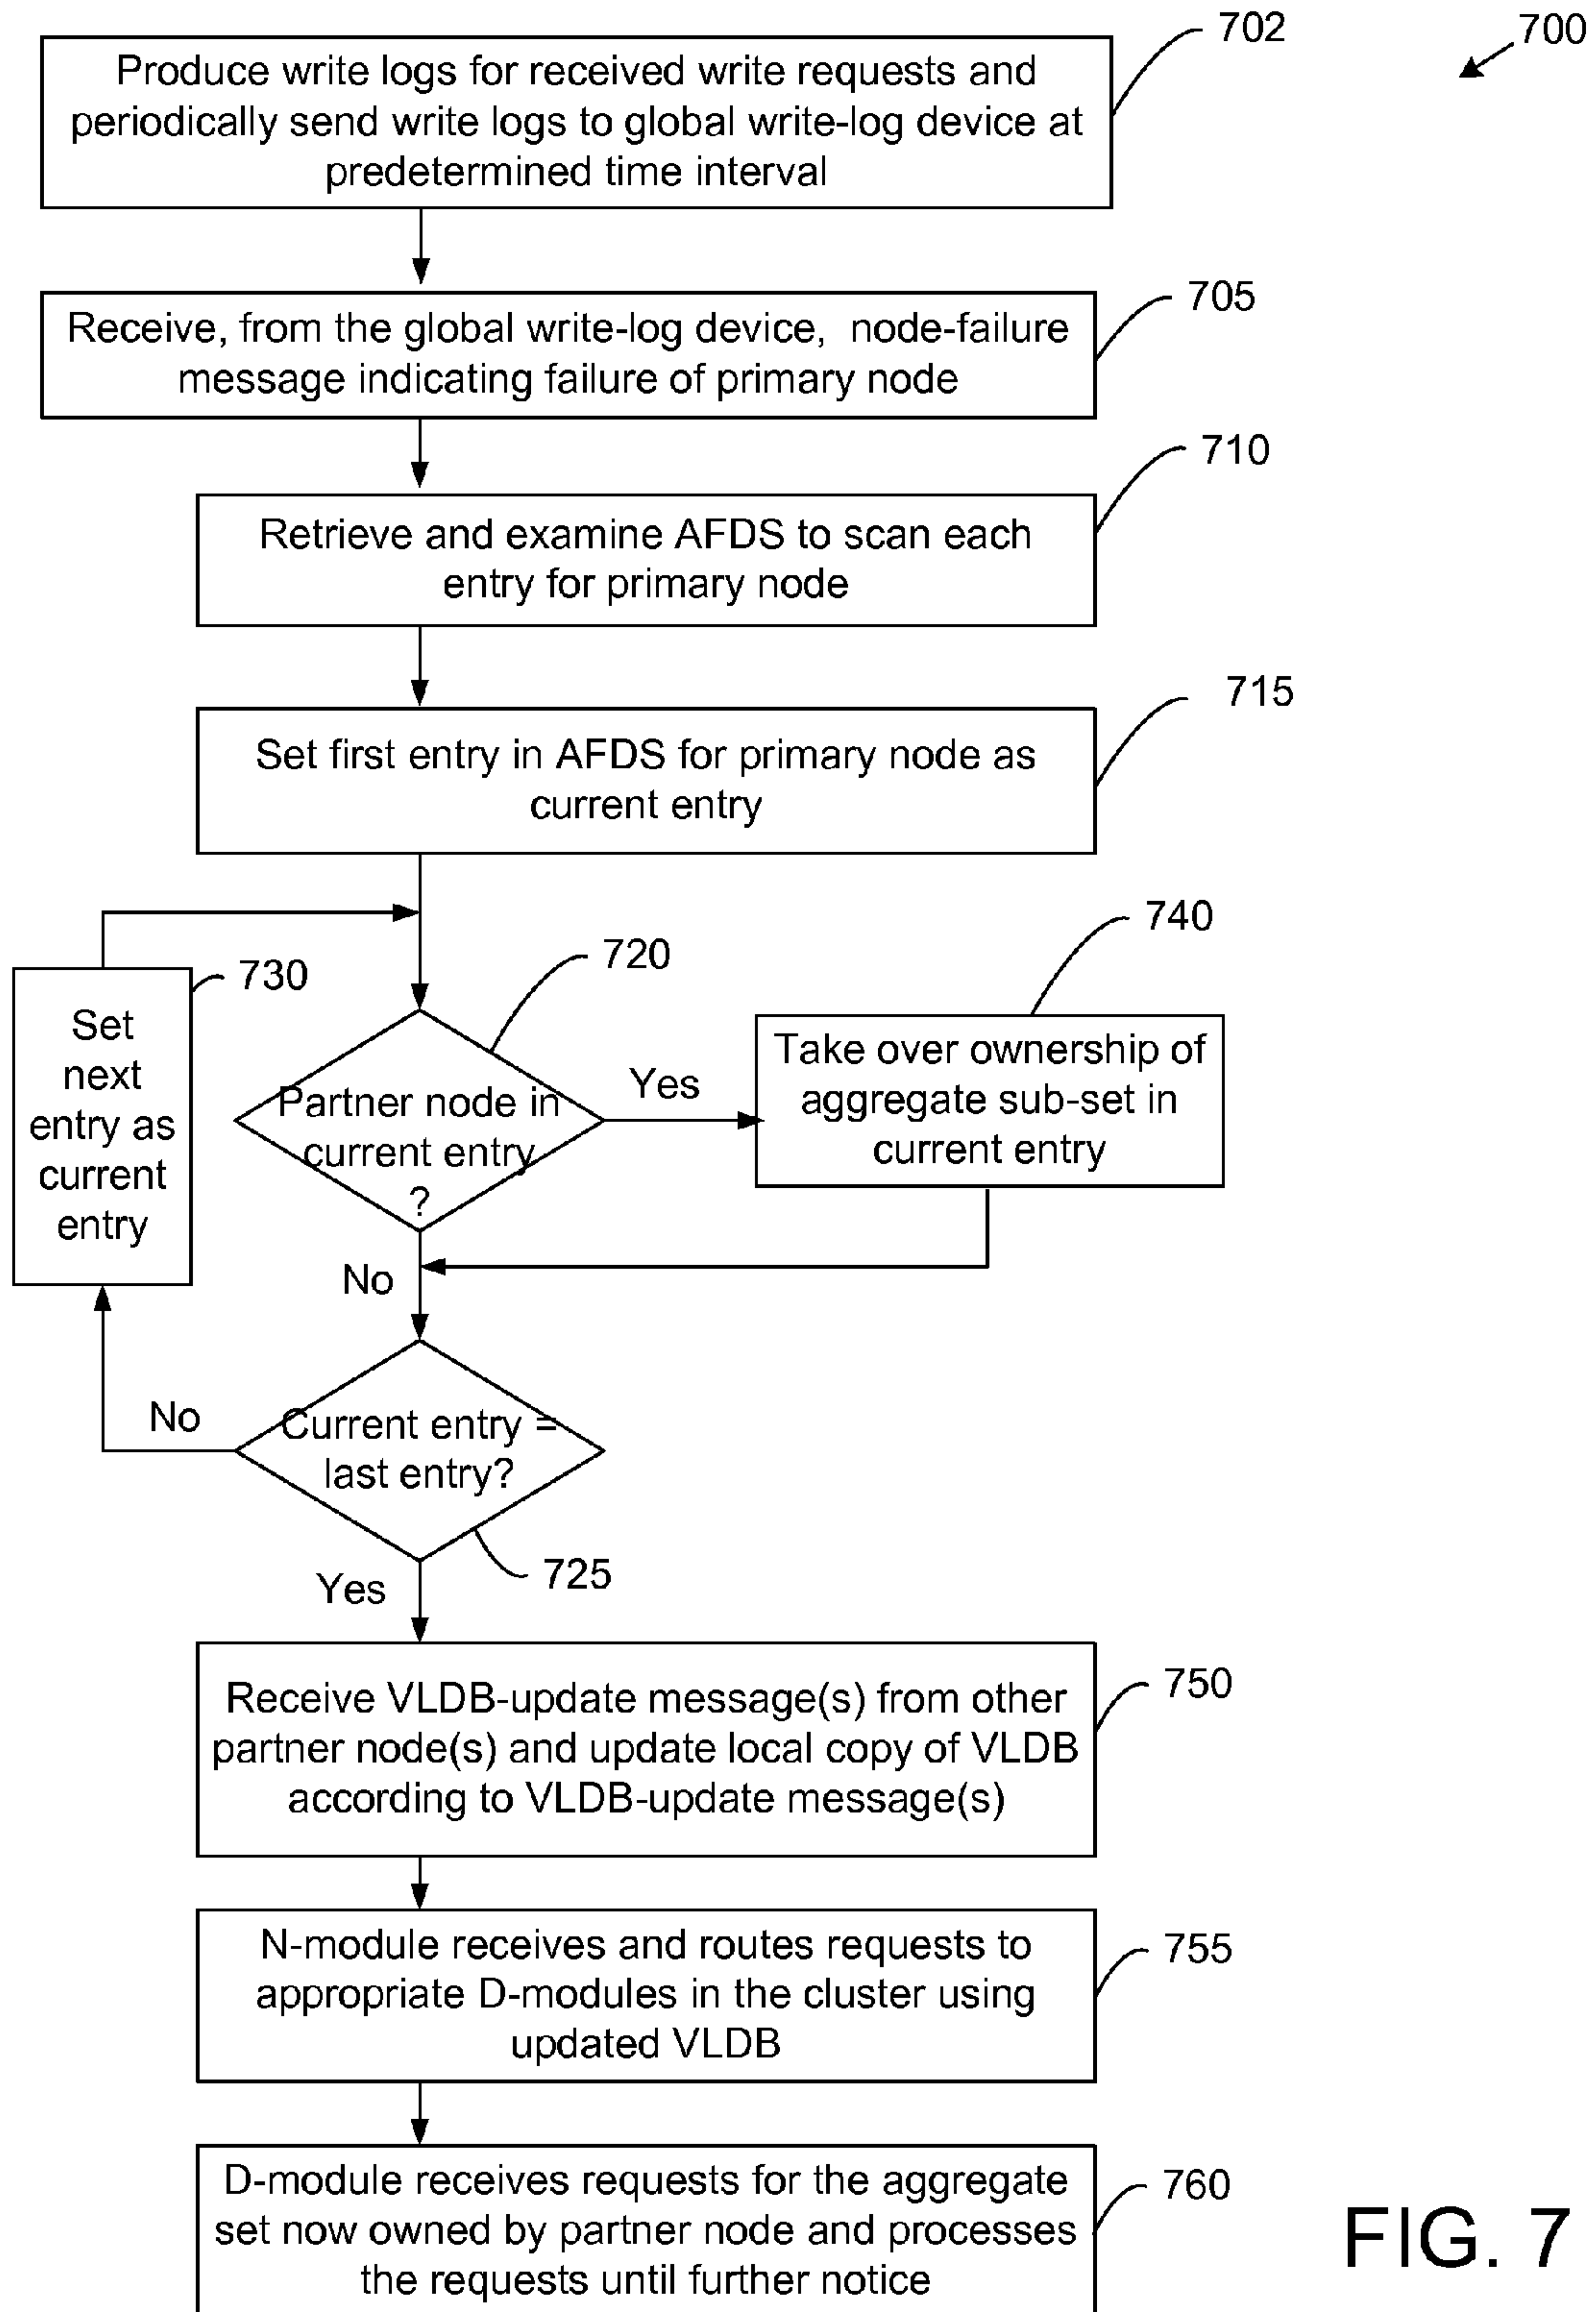 702
700
Produce write logs for received write requests and
periodically send write logs to global write-log device at
predetermined time interval
705
Receive, from the global write-log device, node-failure
message indicating failure of primary node
710
Retrieve and examine AFDS to scan each
entry for primary node
715
Set first entry in AFDS for primary node as
current entry
740
720
730
Set
next
entry as
current
entry
Partner node in
current entry
?
Yes
Take over ownership of
aggregate sub-set in
current entry
No
No
Current entry =
last entry?
725
Yes
750
Receive VLDB-update message(s) from other
partner node(s) and update local copy of VLDB
according to VLDB-update message(s)
755
N-module receives and routes requests to
appropriate D-modules in the cluster using
updated VLDB
760
D-module receives requests for the aggregate
set now owned by partner node and processes
the requests until further notice
FIG. 7